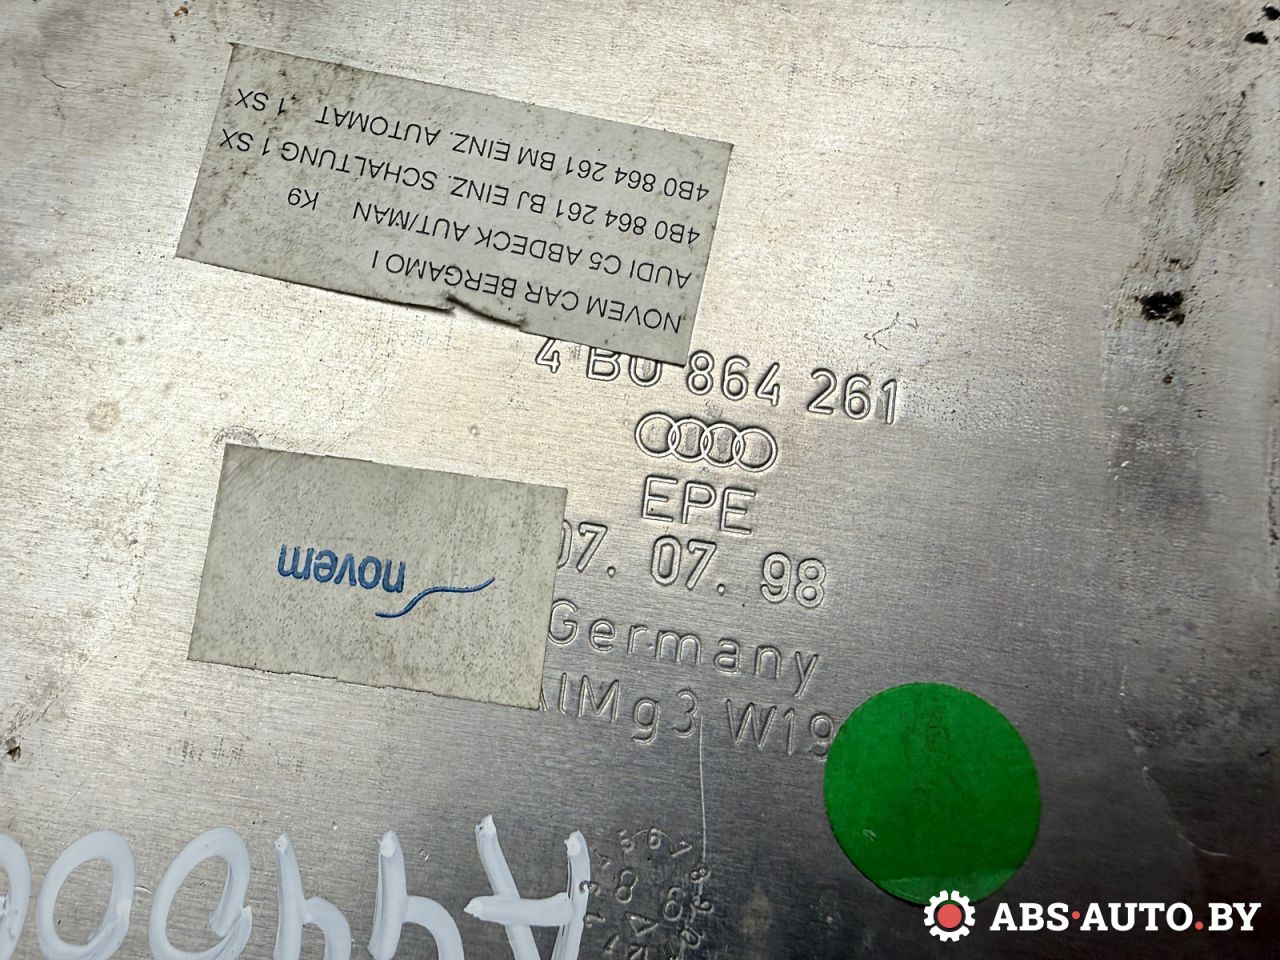 NOVEM CAR BERGAMO I
AUDI C5 ABDECK AUT/MAN K9
4B0 864 261 BJ EINZ. SCHALTUNG 1 SX
4B0 864 261 BM EINZ. AUTOMAT 1 SX
4 B0 864 261
EPE
07. 07. 98
novem
Germany
AlMg3 W19
ABS-AUTO.BY